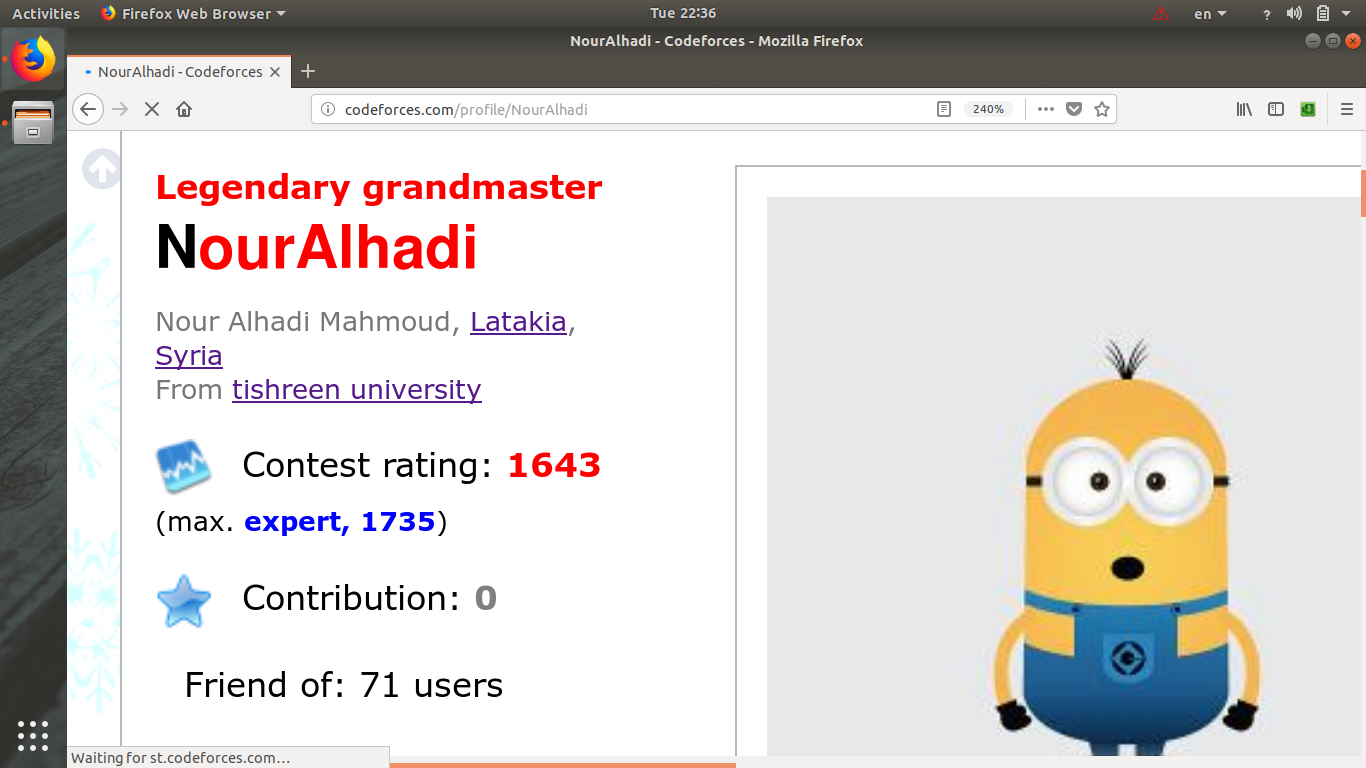 Activities Firefox Web Browser Tue 22:36 en ?
NourAlhadi - Codeforces - Mozilla Firefox
NourAlhadi - Codeforces
codeforces.com/profile/NourAlhadi 240%
Legendary grandmaster
NourAlhadi
Nour Alhadi Mahmoud, Latakia,
Syria
From tishreen university
Contest rating: 1643
(max. expert, 1735)
Contribution: 0
Friend of: 71 users
Waiting for st.codeforces.com…